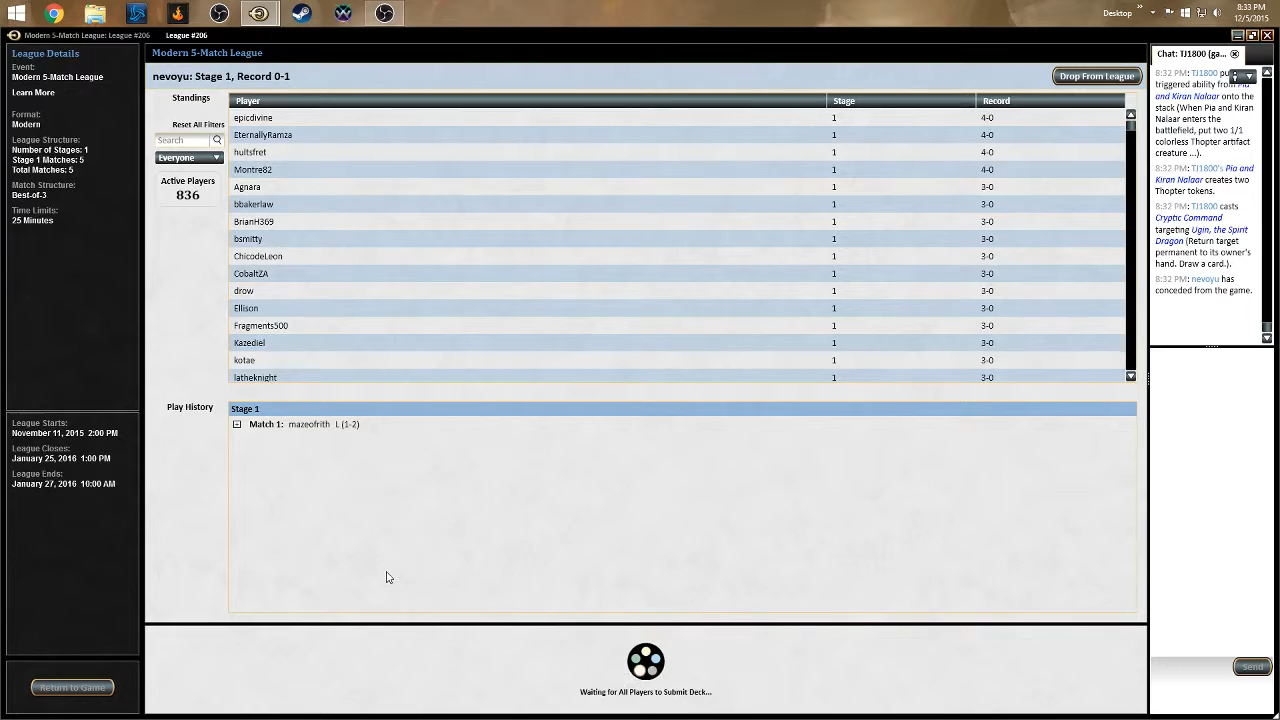 Desktop
8:33 PM
12/5/2015
Modern 5-Match League: League #206
League #206
League Details
Event:
Modern 5-Match League
Learn More
Format:
Modern
League Structure:
Number of Stages: 1
Stage 1 Matches: 5
Total Matches: 5
Match Structure:
Best-of-3
Time Limits:
25 Minutes
League Starts:
November 11, 2015 2:00 PM
League Closes:
January 25, 2016 1:00 PM
League Ends:
January 27, 2016 10:00 AM
Return to Game
Modern 5-Match League
nevoyu: Stage 1, Record 0-1
Drop From League
Standings
Reset All Filters
Search
Everyone
Active Players
836
Player Stage Record
epicdivine 1 4-0
EternallyRamza 1 4-0
hultsfret 1 4-0
Montre82 1 4-0
Agnara 1 3-0
bbakerlaw 1 3-0
BrianH369 1 3-0
bsmitty 1 3-0
ChicodeLeon 1 3-0
CobaltZA 1 3-0
drow 1 3-0
Ellison 1 3-0
Fragments500 1 3-0
Kazediel 1 3-0
kotae 1 3-0
latheknight 1 3-0
Play History
Stage 1
Match 1: mazeofrith L (1-2)
Waiting for All Players to Submit Deck...
Chat: TJ1800 (ga...
8:32 PM: TJ1800
triggered ability from Pia
and Kiran Nalaar onto the
stack (When Pia and Kiran
Nalaar enters the
battlefield, put two 1/1
colorless Thopter artifact
creature ...).
8:32 PM: TJ1800's Pia and
Kiran Nalaar creates two
Thopter tokens.
8:32 PM: TJ1800 casts
Cryptic Command
targeting Ugin, the Spirit
Dragon (Return target
permanent to its owner's
hand. Draw a card.).
8:32 PM: nevoyu has
conceded from the game.
Send